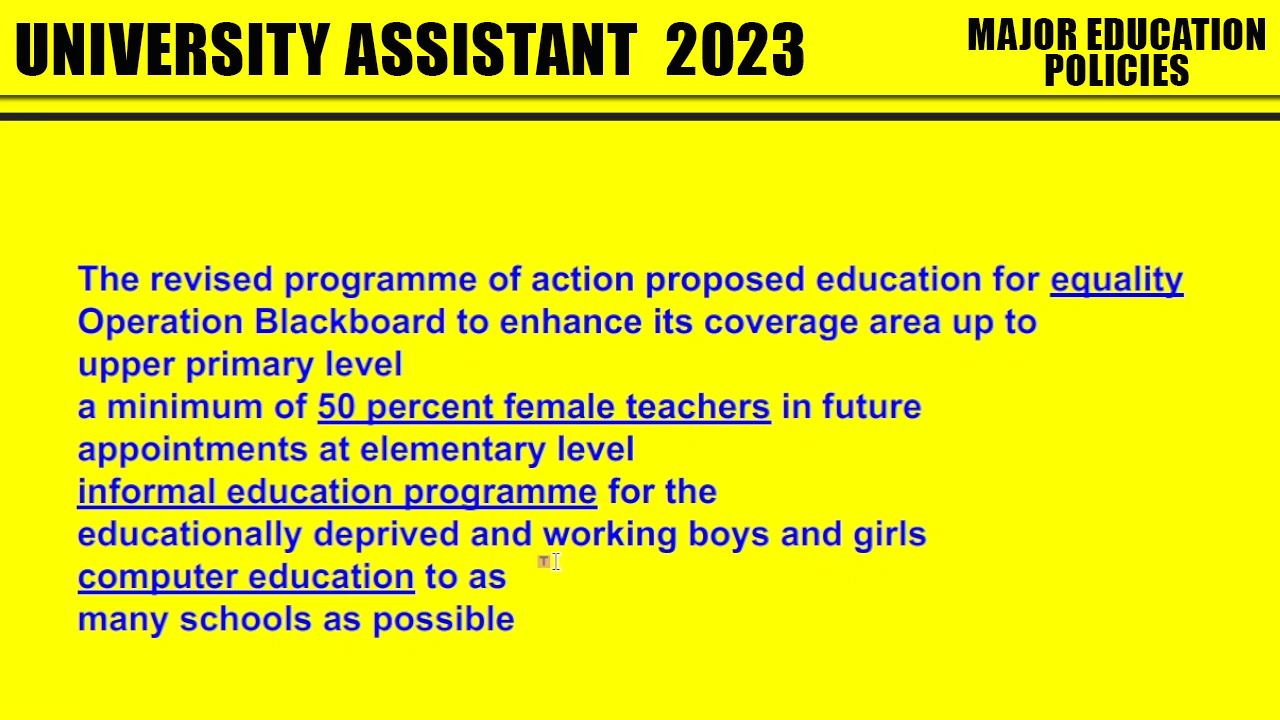 UNIVERSITY ASSISTANT 2023
MAJOR EDUCATION
POLICIES
The revised programme of action proposed education for equality
Operation Blackboard to enhance its coverage area up to
upper primary level
a minimum of 50 percent female teachers in future
appointments at elementary level
informal education programme for the
educationally deprived and working boys and girls
computer education to as
many schools as possible